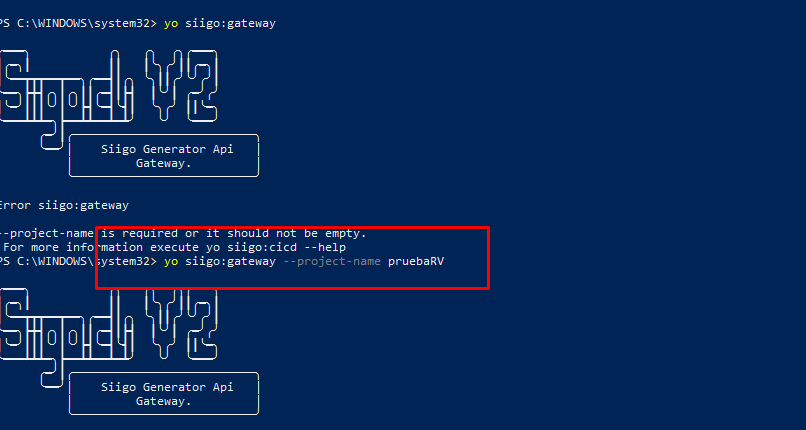 PS C:\WINDOWS\system32> yo siigo:gateway
Siigo Generator Api
Gateway.
Error siigo:gateway
--project-name is required or it should not be empty.
For more information execute yo siigo:cicd --help
PS C:\WINDOWS\system32> yo siigo:gateway --project-name pruebaRV
Siigo Generator Api
Gateway.